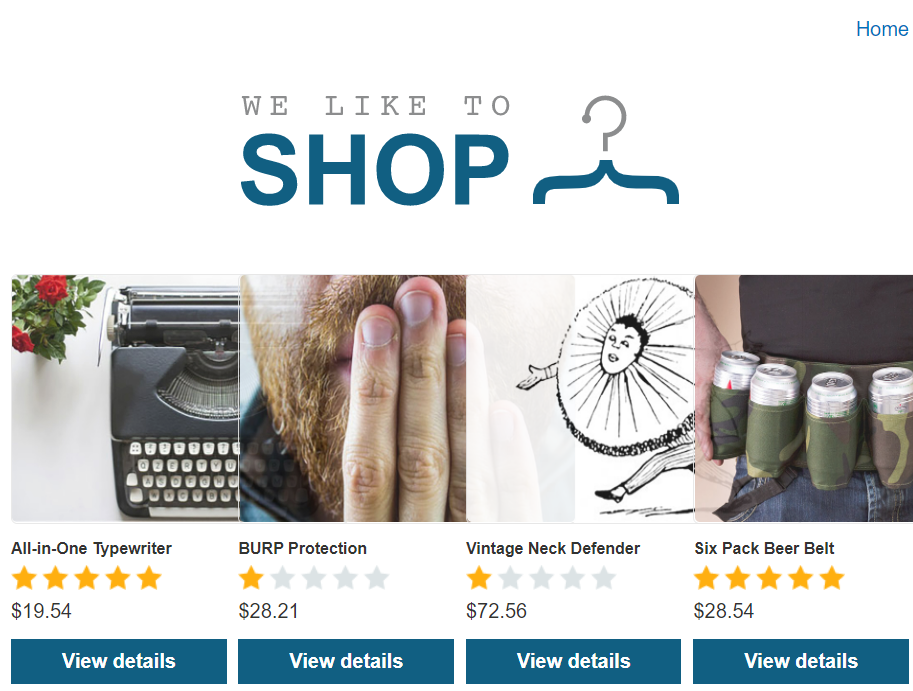 Home
WE LIKE TO
SHOP
All-in-One Typewriter
$19.54
View details
BURP Protection
$28.21
View details
Vintage Neck Defender
$72.56
View details
Six Pack Beer Belt
$28.54
View details